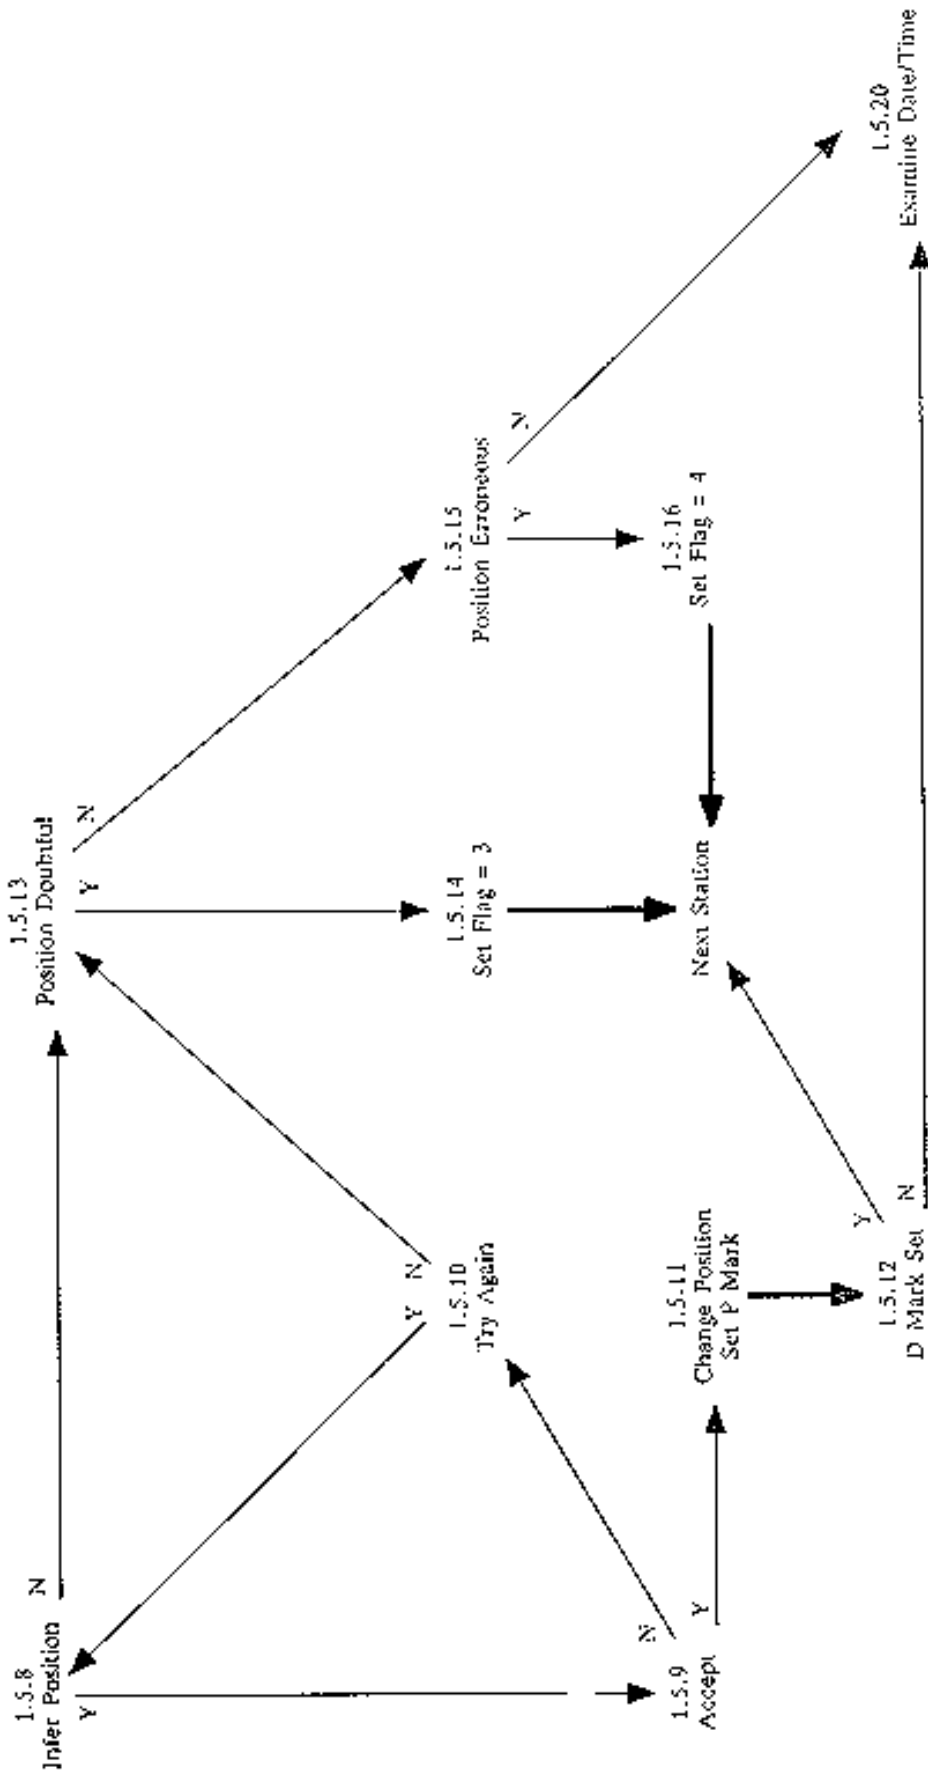 1.5.8
Infer Position
Y
N
1.5.13
Position Doubtful
Y
N
1.5.10
Try Again
Y
N
1.5.14
Set Flag = 3
1.5.15
Position Erroneous
Y
N
1.5.9
Accept
Y
N
1.5.11
Change Position
Set P Mark
Next Station
1.5.16
Set Flag = 4
1.5.12
D Mark Set
Y
N
1.5.20
Examine Date/Time